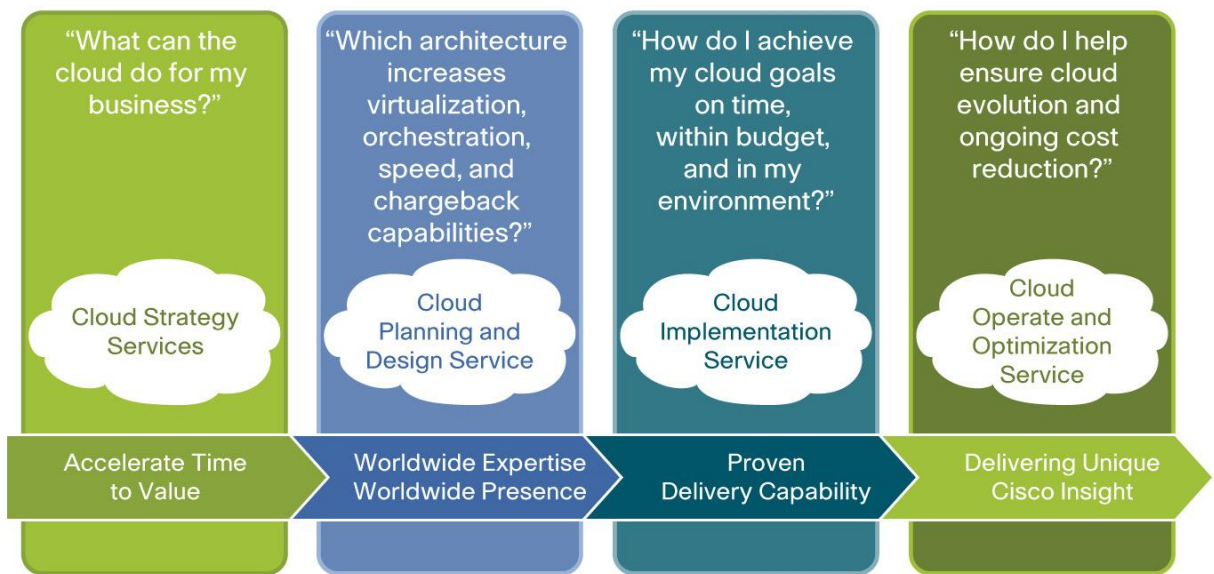 “What can the
cloud do for my
business?”
“Which architecture
increases
virtualization,
orchestration,
speed, and
chargeback
capabilities?”
“How do I achieve
my cloud goals
on time,
within budget,
and in my
environment?”
“How do I help
ensure cloud
evolution and
ongoing cost
reduction?”
Cloud Strategy
Services
Cloud
Planning and
Design Service
Cloud
Implementation
Service
Cloud
Operate and
Optimization
Service
Accelerate Time
to Value
Worldwide Expertise
Worldwide Presence
Proven
Delivery Capability
Delivering Unique
Cisco Insight